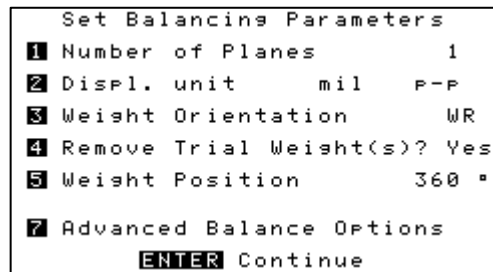 Set Balancing Parameters
1 Number of Planes 1
2 Displ. unit mil p-p
3 Weight Orientation WR
4 Remove Trial Weight(s)? Yes
5 Weight Position 360 °
7 Advanced Balance Options
ENTER Continue